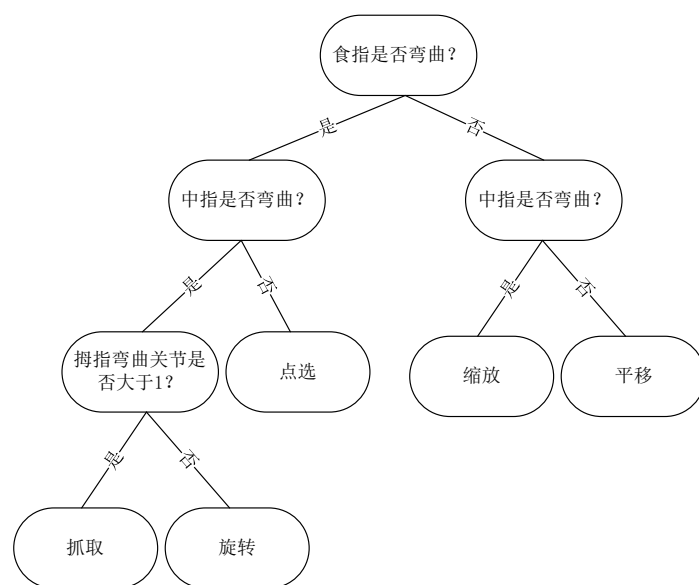 食指是否弯曲？
是
否
中指是否弯曲？
中指是否弯曲？
是
否
是
否
拇指弯曲关节是
否大于1？
点选
缩放
平移
是
否
抓取
旋转